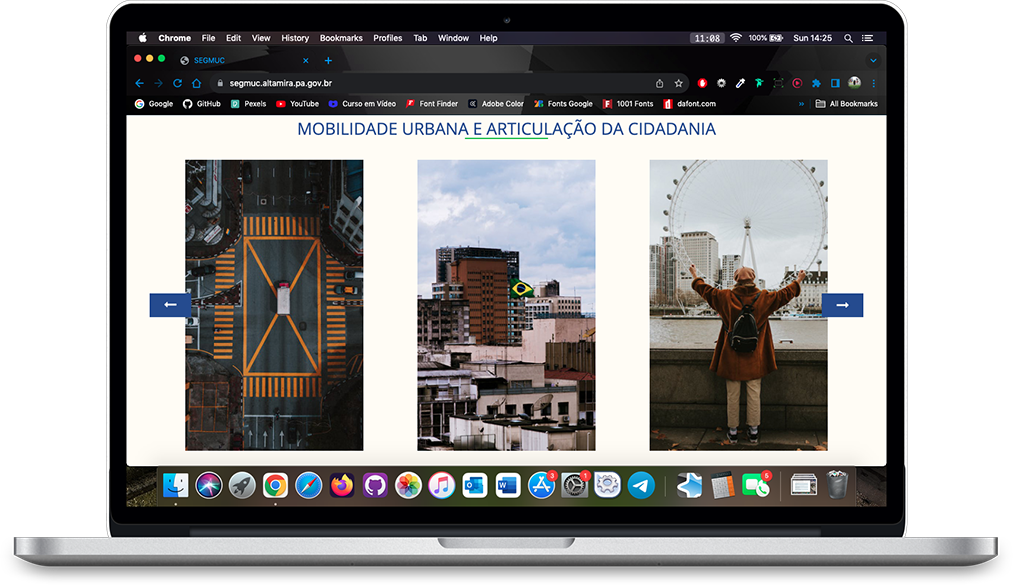 Chrome File Edit View History Bookmarks Profiles Tab Window Help 11:08 100% Sun 14:25
SEGMUC
segmuc.altamira.pa.gov.br
Google GitHub Pexels YouTube Curso em Vídeo Font Finder Adobe Color Fonts Google 1001 Fonts dafont.com » All Bookmarks
MOBILIDADE URBANA E ARTICULAÇÃO DA CIDADANIA
3 1 5